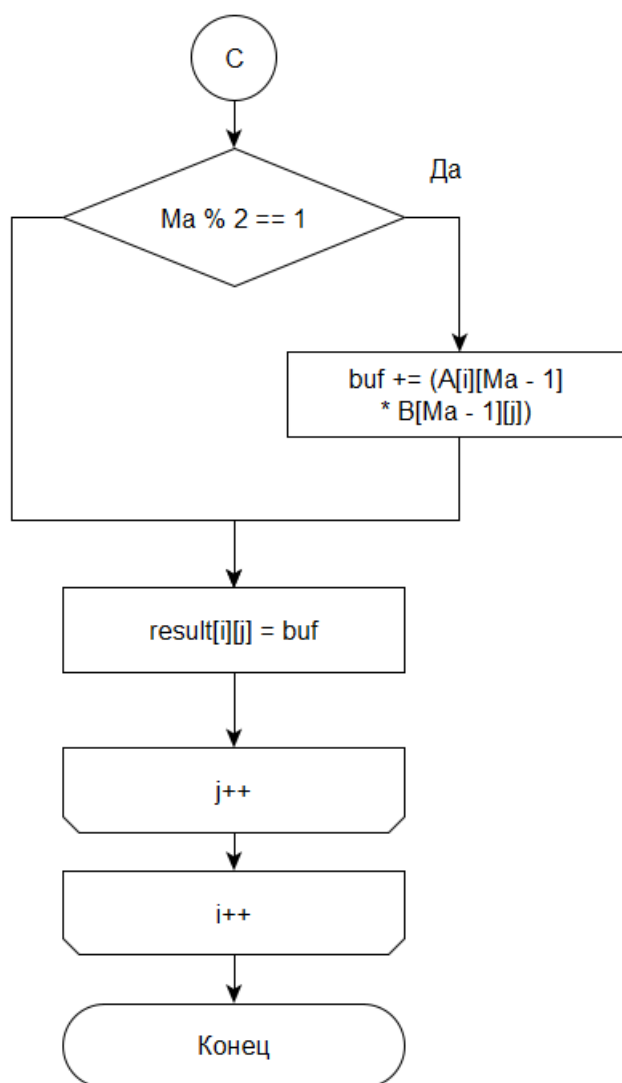 C
Да
Ma % 2 == 1
buf += (A[i][Ma - 1]
* B[Ma - 1][j])
result[i][j] = buf
j++
i++
Конец